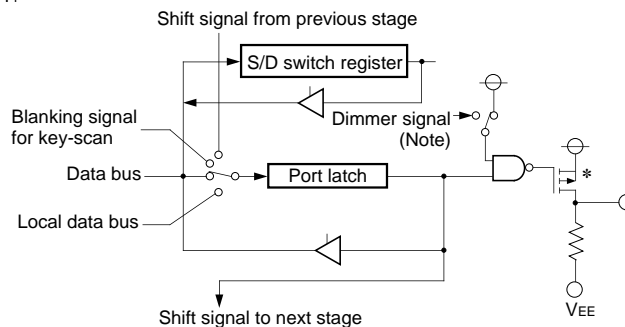 Shift signal from previous stage
S/D switch register
Dimmer signal
(Note)
Blanking signal
for key-scan
Data bus
Port latch
*
Local data bus
VEE
Shift signal to next stage